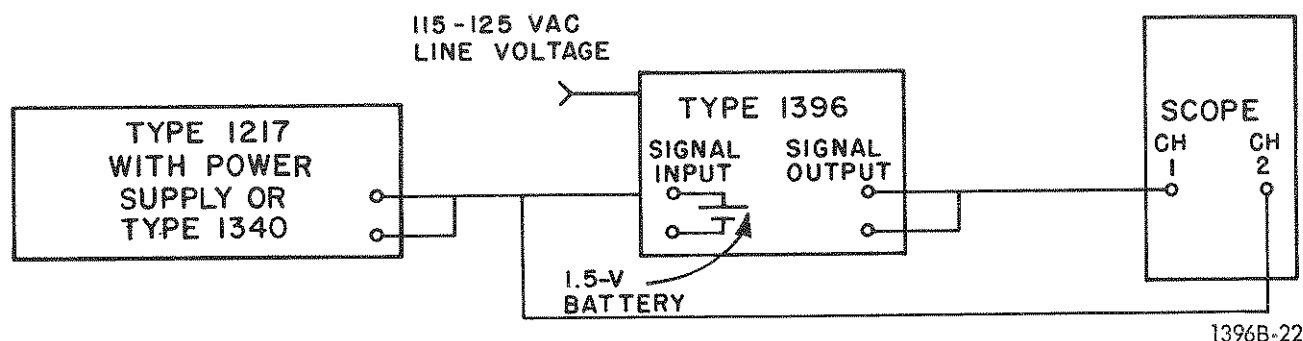 115-125 VAC
LINE VOLTAGE
TYPE 1217
WITH POWER
SUPPLY OR
TYPE 1340
TYPE 1396
SIGNAL
INPUT
SIGNAL
OUTPUT
1.5-V
BATTERY
SCOPE
CH
1
CH
2
1396B-22